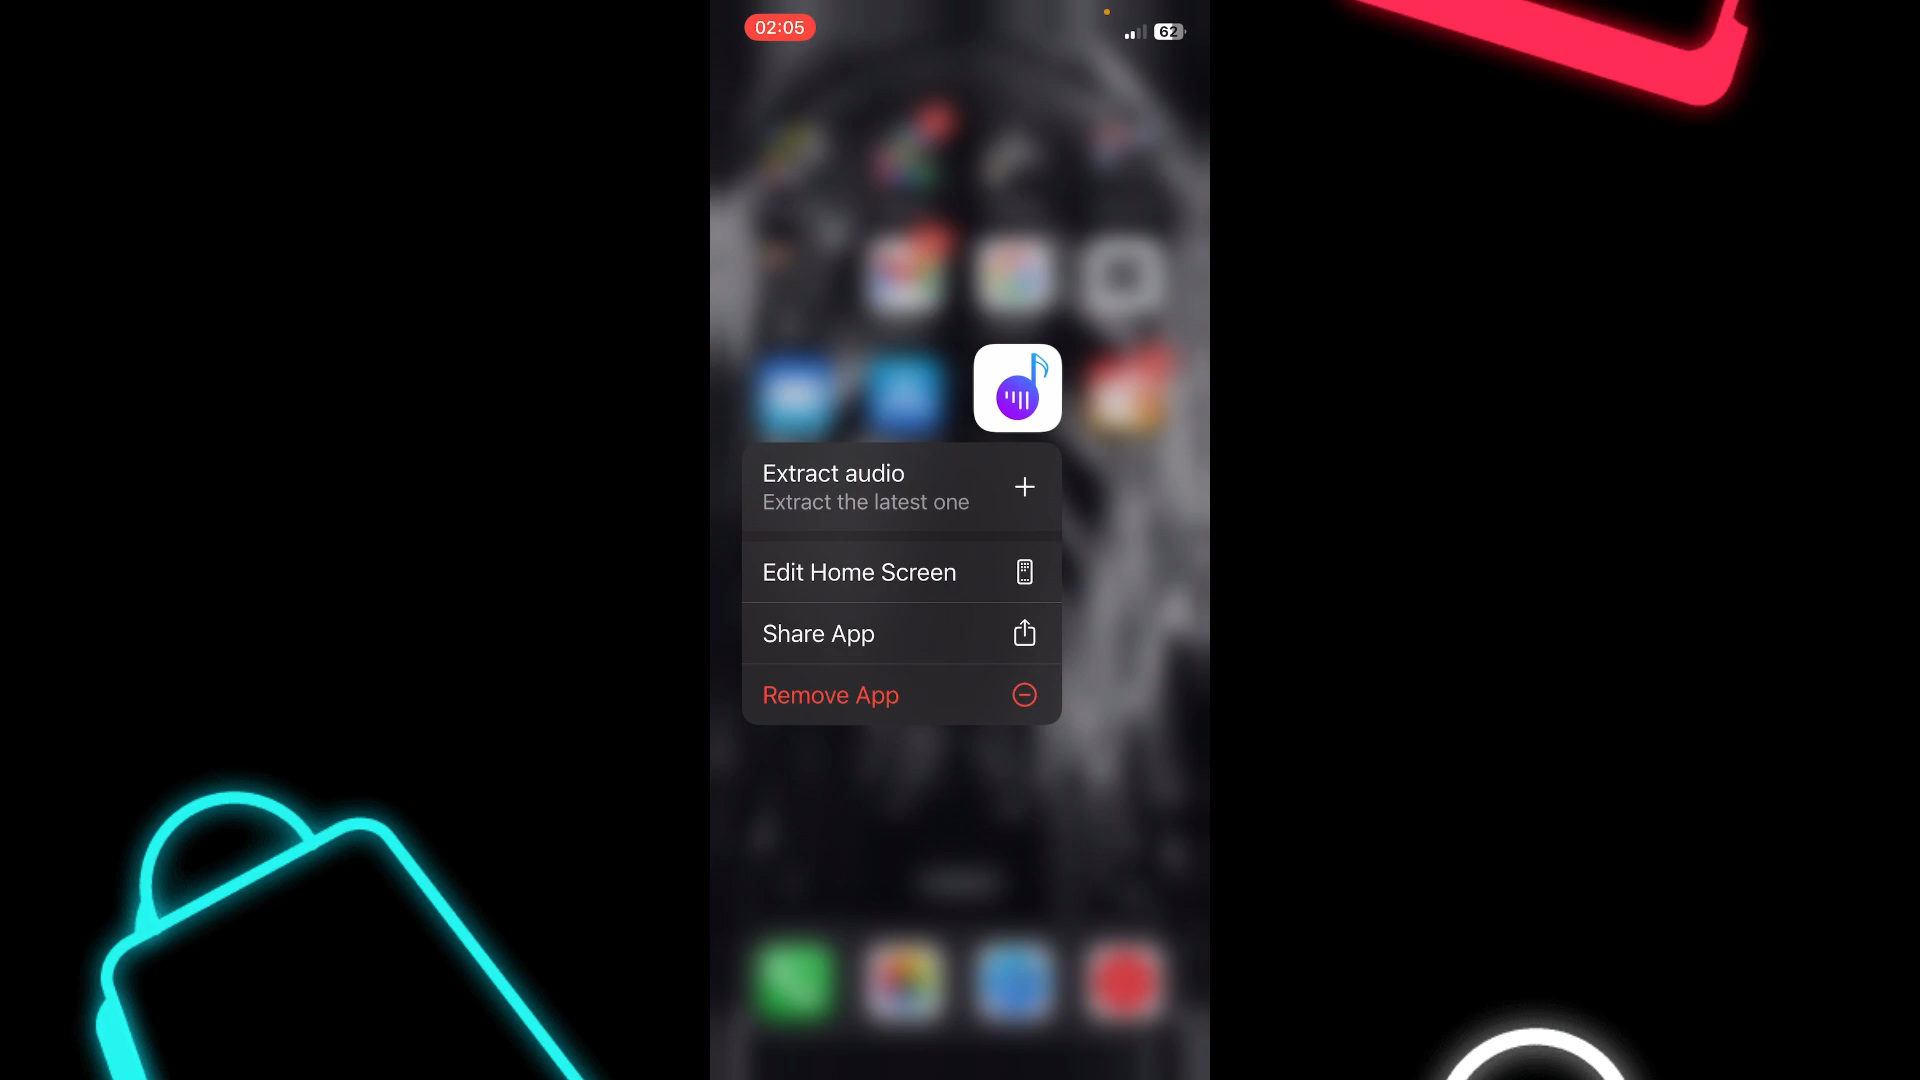 02:05
62
Extract audio
Extract the latest one
Edit Home Screen
Share App
Remove App